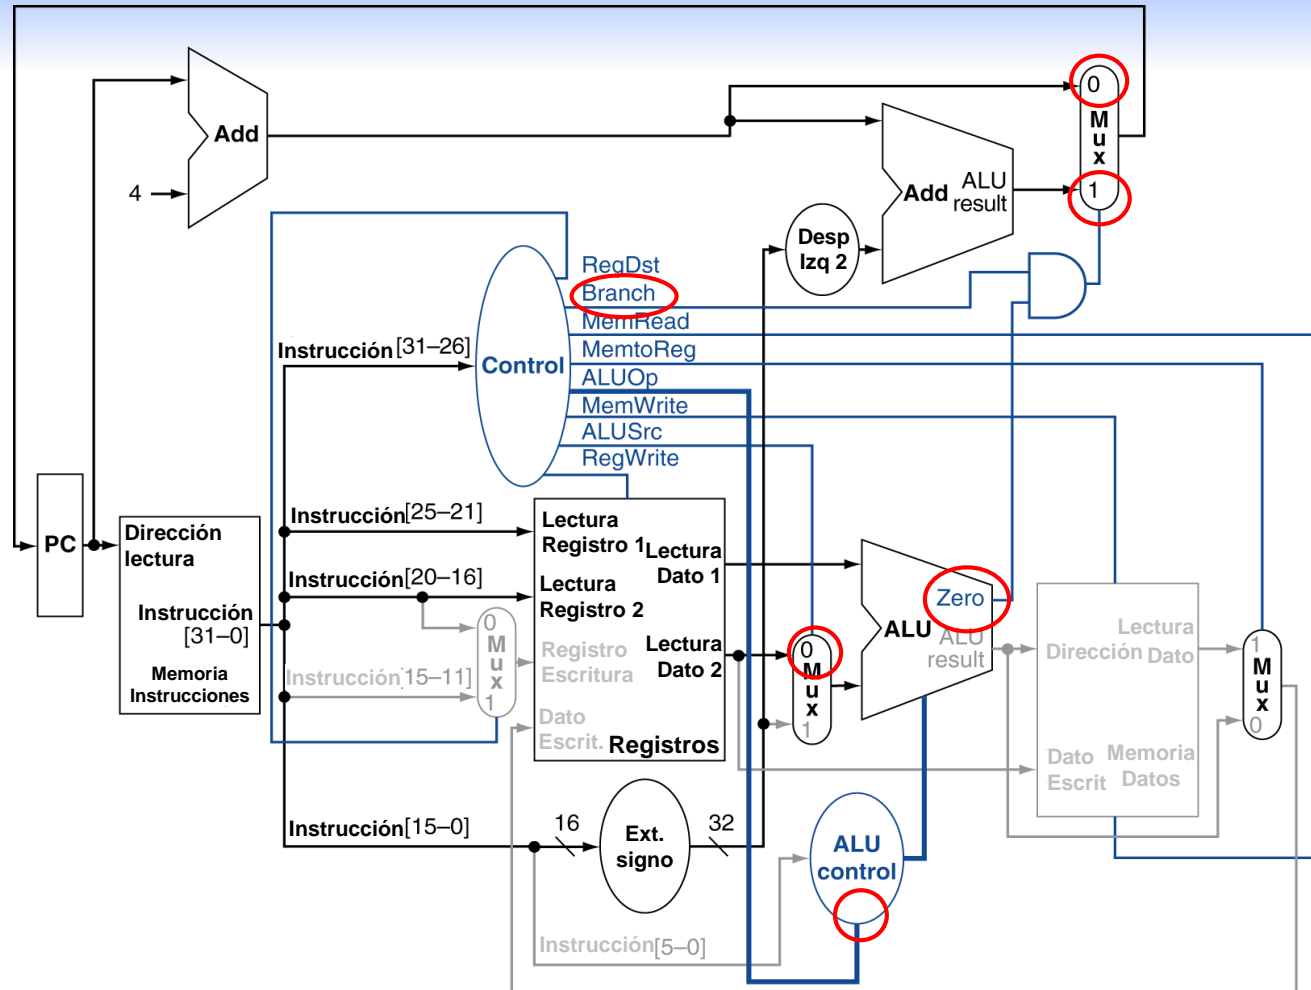 0
M
u
x
1
Add
4
Add
ALU
result
Desp
Izq 2
RegDst
Branch
MemRead
MemtoReg
ALUOp
MemWrite
ALUSrc
RegWrite
Control
Instrucción [31–26]
PC
Dirección
lectura
Instrucción
[31–0]
Memoria
Instrucciones
Instrucción[25–21]
Instrucción[20–16]
Instrucción[15–11]
0
M
u
x
1
Lectura
Registro 1
Lectura
Registro 2
Registro
Escritura
Dato
Escrit.
Registros
Lectura
Dato 1
Lectura
Dato 2
0
M
u
x
1
Zero
ALU
ALU
result
Lectura
Dirección Dato
Dato
Escrit
Memoria
Datos
1
M
u
x
0
Instrucción[15–0]
16
Ext.
signo
32
ALU
control
Instrucción[5–0]